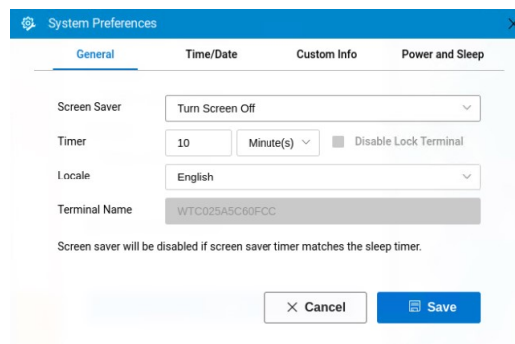 System Preferences
General Time/Date Custom Info Power and Sleep
Screen Saver Turn Screen Off
Timer 10 Minute(s) Disable Lock Terminal
Locale English
Terminal Name WTC025A5C60FCC
Screen saver will be disabled if screen saver timer matches the sleep timer.
Cancel Save